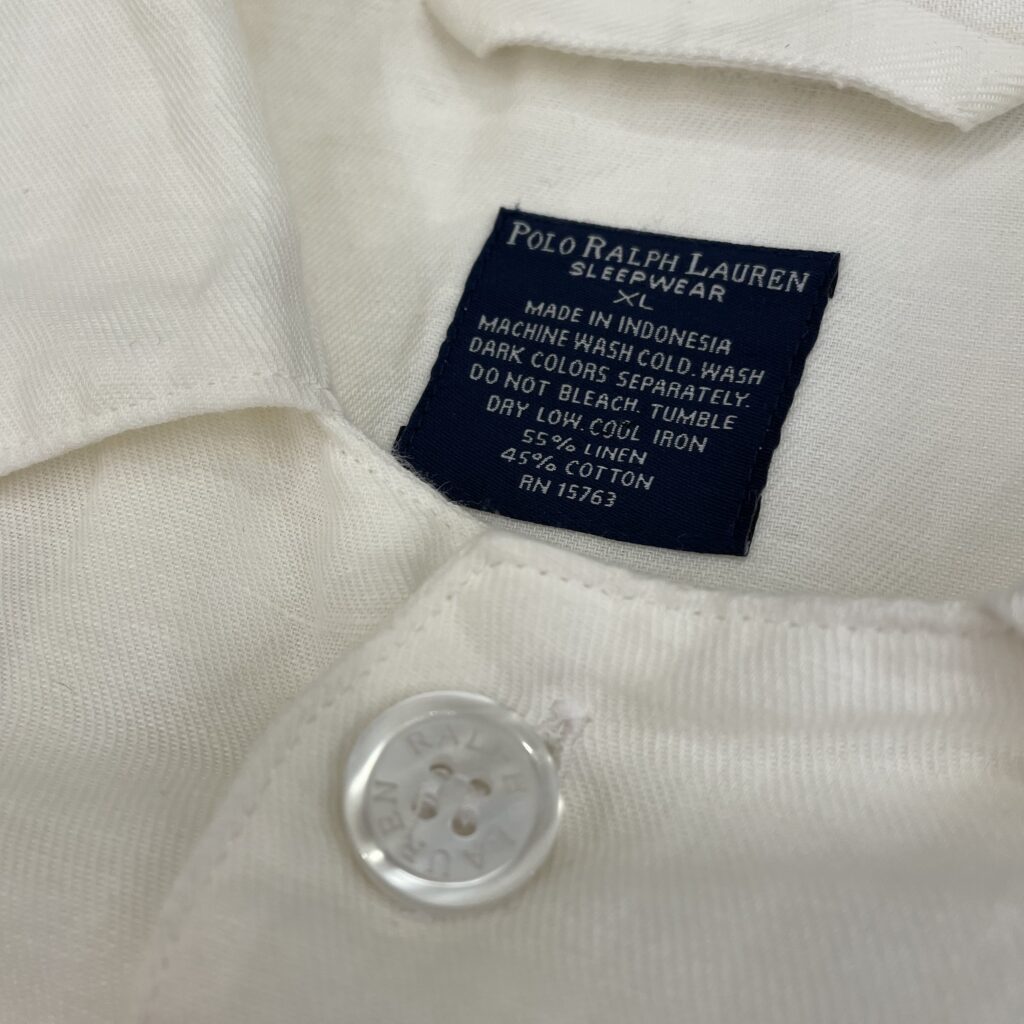 POLO RALPH LAUREN
SLEEPWEAR
XL
MADE IN INDONESIA
MACHINE WASH COLD. WASH
DARK COLORS SEPARATELY.
DO NOT BLEACH. TUMBLE
DRY LOW. COOL IRON
55% LINEN
45% COTTON
RN 15763
RALPH LAUREN